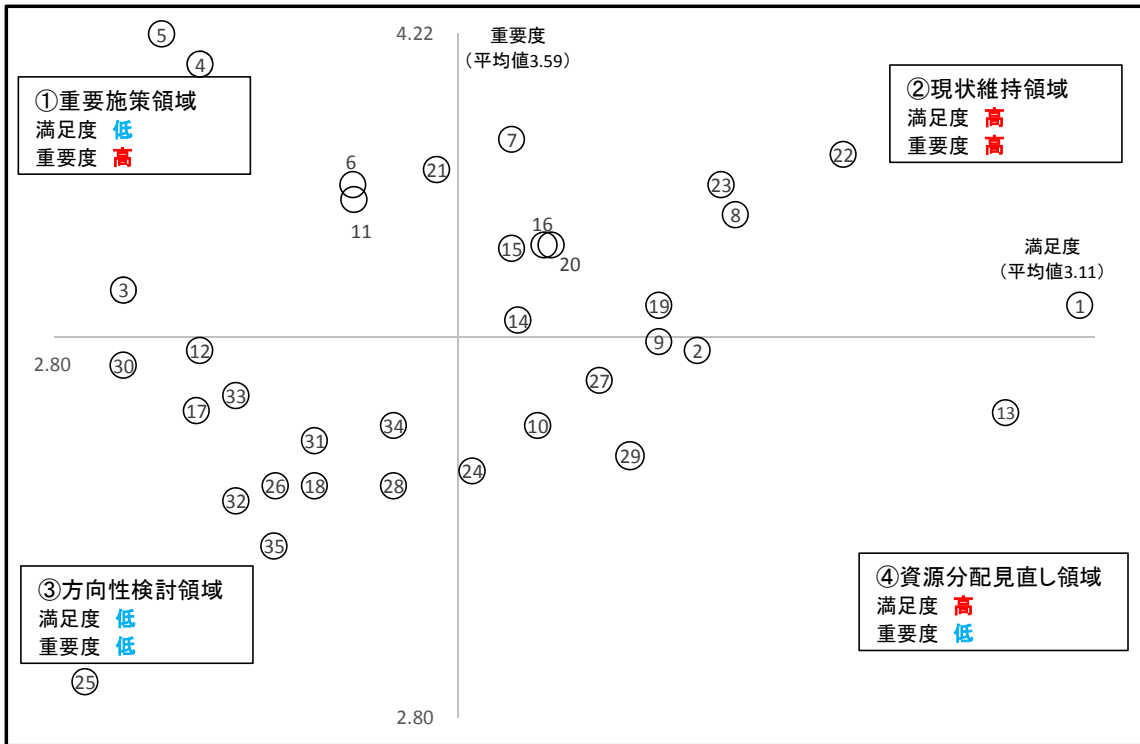 5
4.22
重要度
（平均値3.59）
4
①重要施策領域
満足度 低
重要度 高
②現状維持領域
満足度 高
重要度 高
7
22
21
6
11
23
8
16
15
20
満足度
（平均値3.11）
3
19
1
14
12
9
2
2.80
30
27
33
17
13
34
10
31
29
24
26
18
28
32
35
③方向性検討領域
満足度 低
重要度 低
④資源分配見直し領域
満足度 高
重要度 低
25
2.80